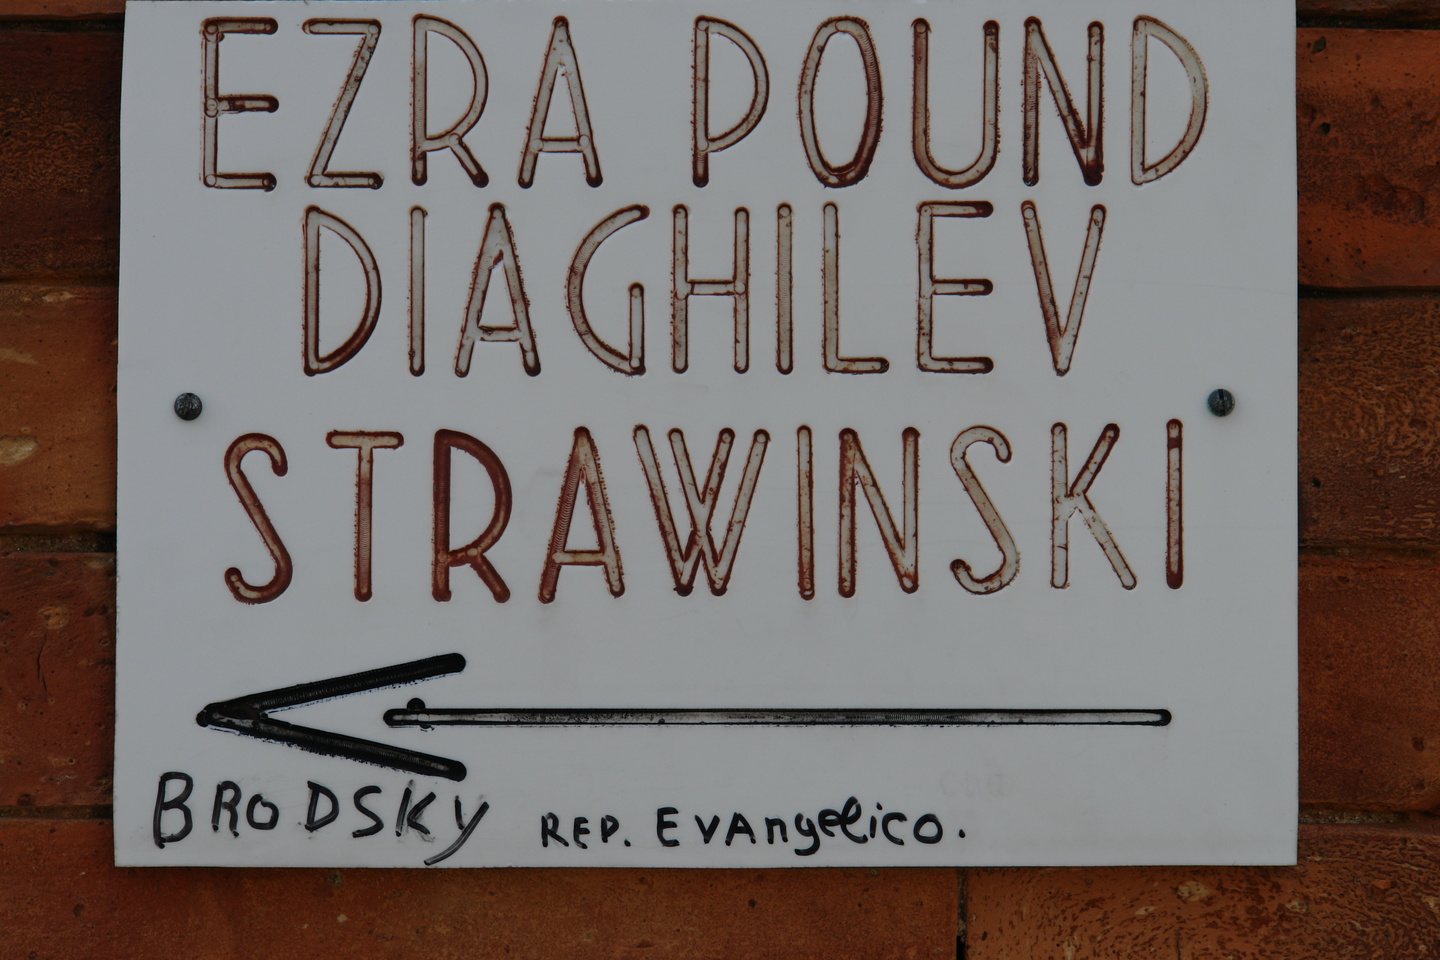 EZRA POUND
DIAGHILEV
STRAWINSKI
BRODSKY REP. EVAngelico.